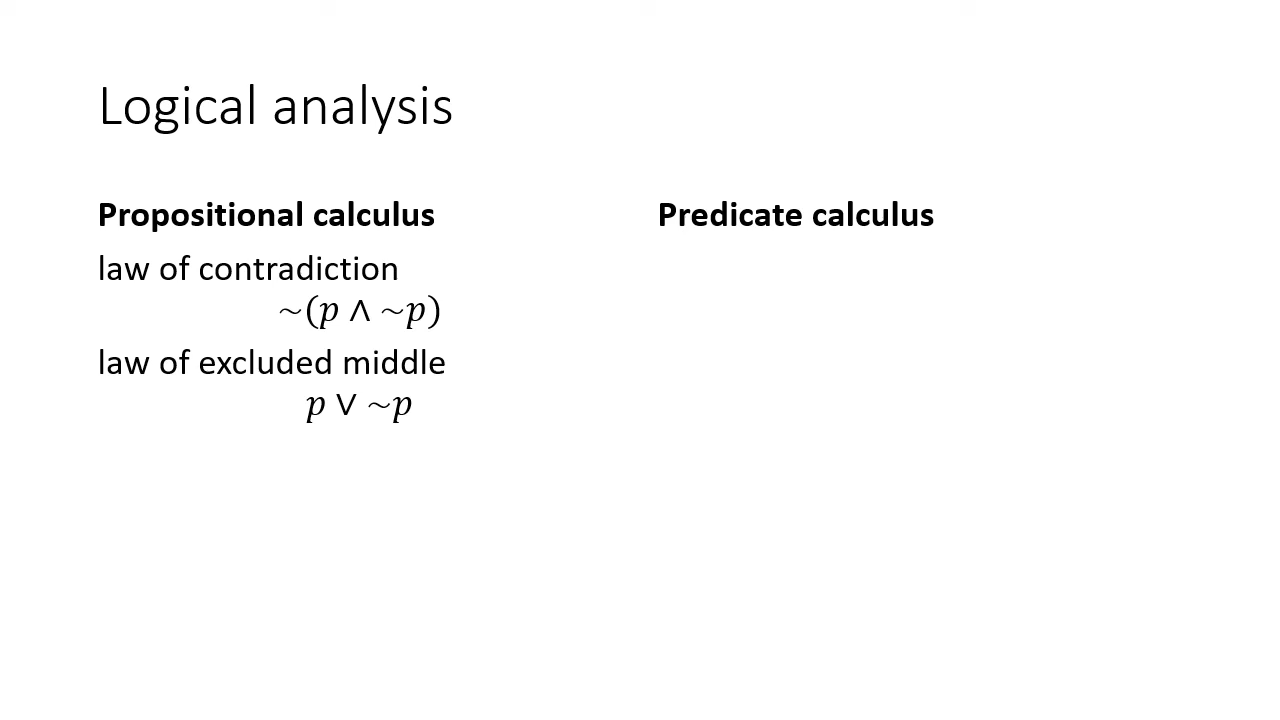 Logical analysis
Propositional calculus
law of contradiction
~(𝑝 ∧ ~𝑝)
law of excluded middle
𝑝 ∨ ~𝑝
Predicate calculus